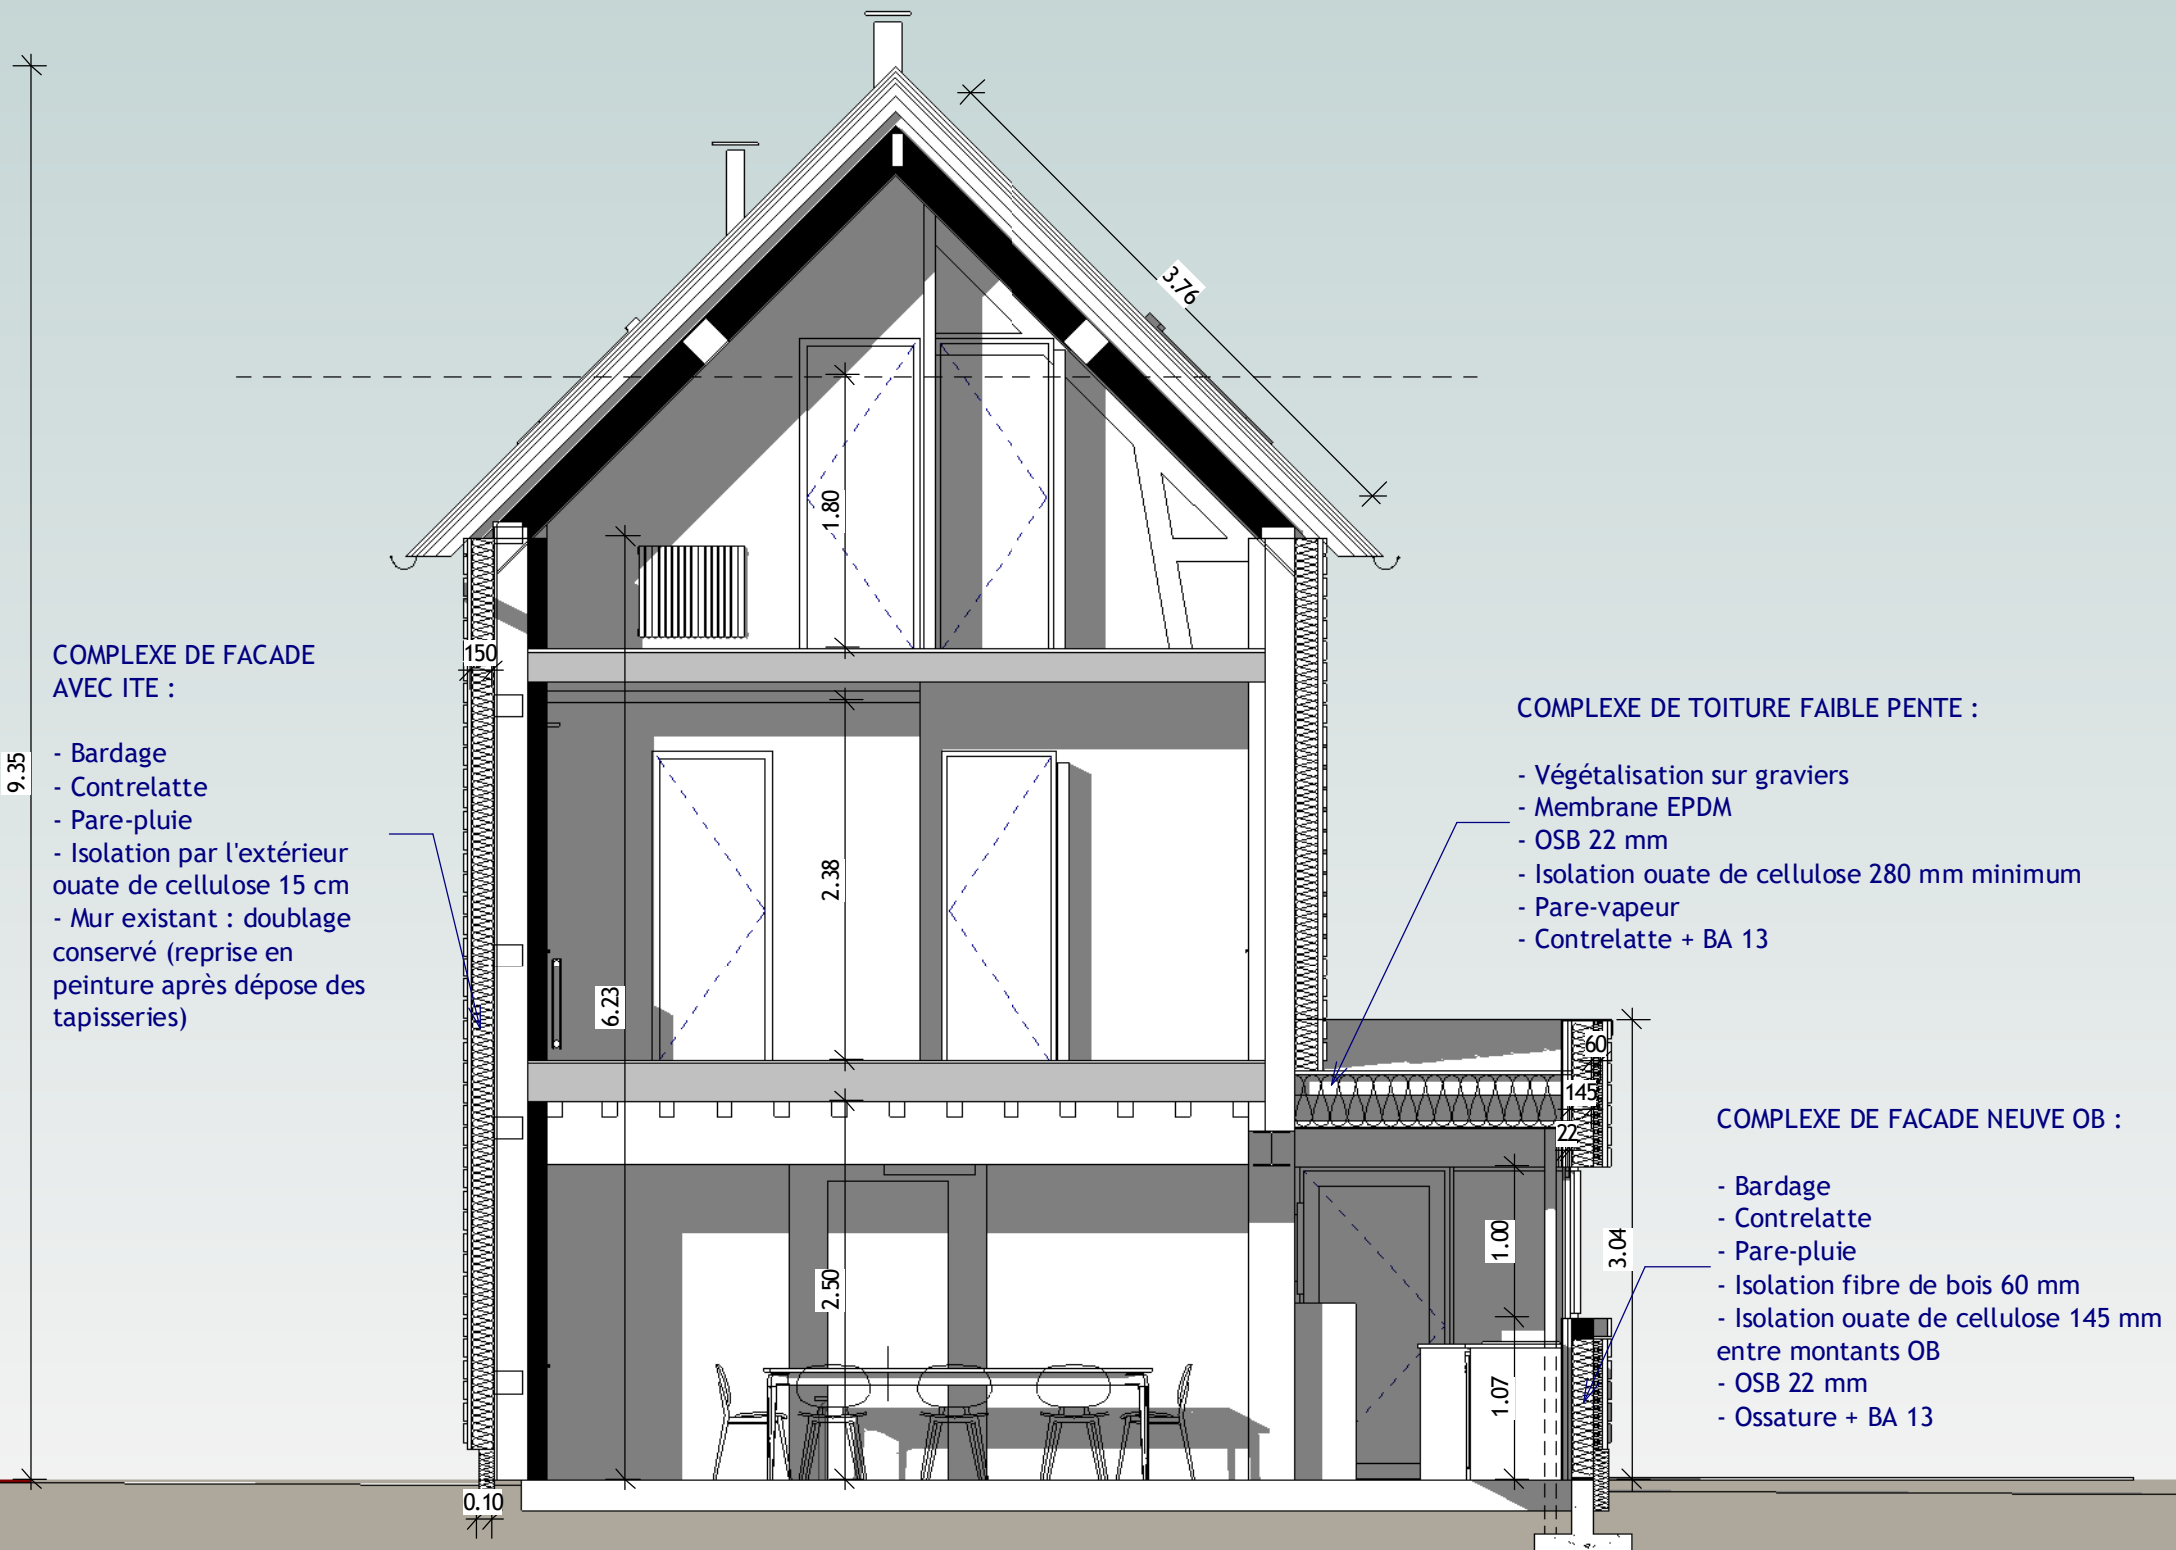 3.76
1.80
150
COMPLEXE DE FACADE
AVEC ITE :
- Bardage
- Contrelatte
- Pare-pluie
- Isolation par l'extérieur
ouate de cellulose 15 cm
- Mur existant : doublage
conservé (reprise en
peinture après dépose des
tapisseries)
9.35
2.38
6.23
COMPLEXE DE TOITURE FAIBLE PENTE :
- Végétalisation sur graviers
- Membrane EPDM
- OSB 22 mm
- Isolation ouate de cellulose 280 mm minimum
- Pare-vapeur
- Contrelatte + BA 13
60
145
22
COMPLEXE DE FACADE NEUVE OB :
- Bardage
- Contrelatte
- Pare-pluie
- Isolation fibre de bois 60 mm
- Isolation ouate de cellulose 145 mm
entre montants OB
- OSB 22 mm
- Ossature + BA 13
2.50
1.00
3.04
1.07
0.10